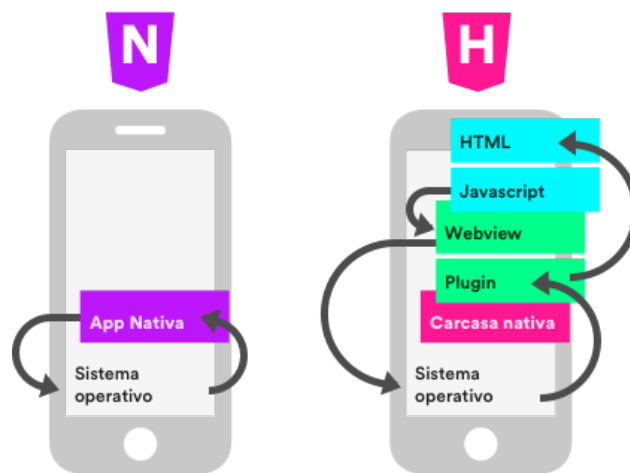 N
App Nativa
Sistema
operativo
H
HTML
Javascript
Webview
Plugin
Carcasa nativa
Sistema
operativo